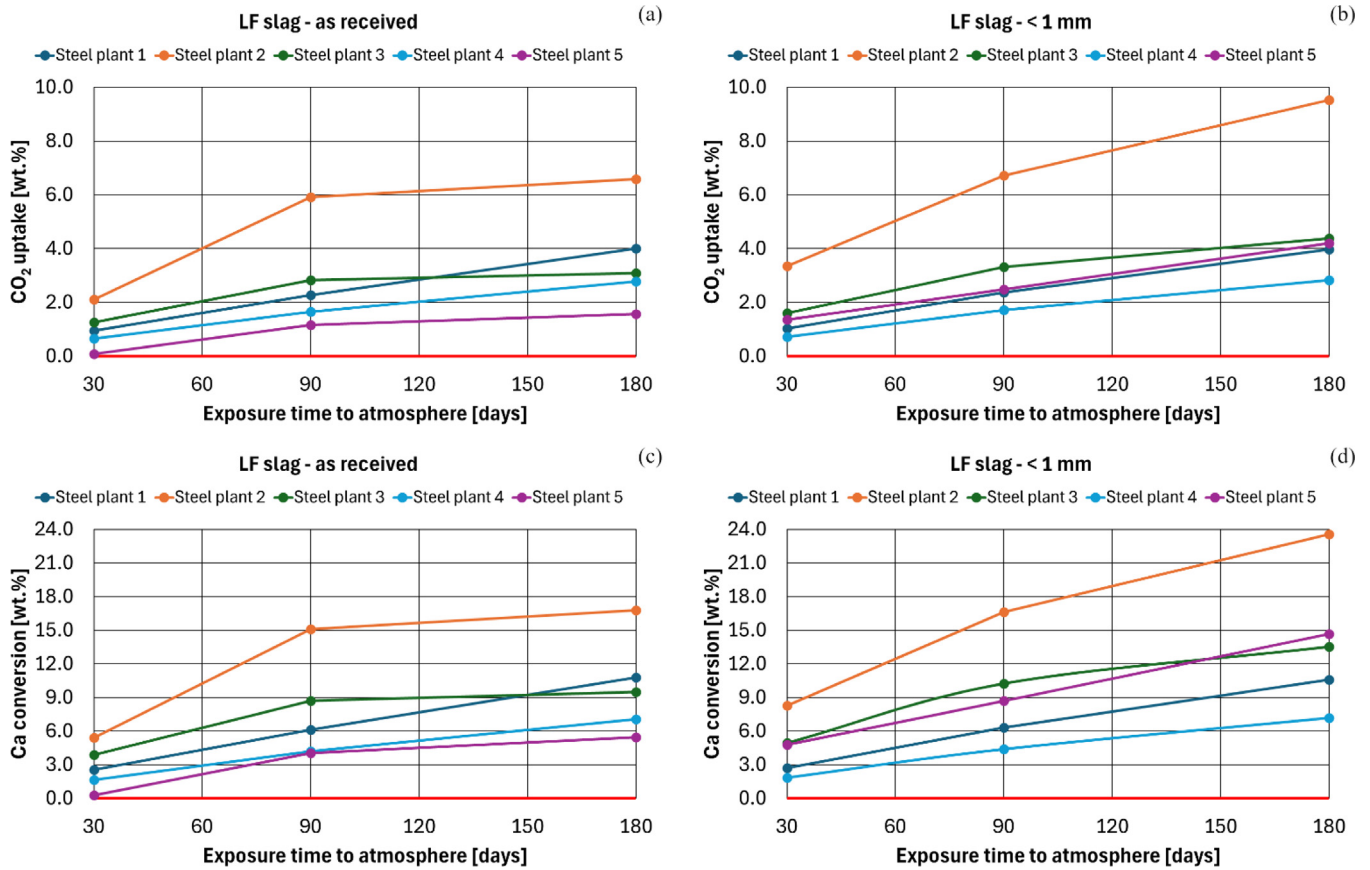 LF slag - as received
(a)
Steel plant 1 Steel plant 2 Steel plant 3 Steel plant 4 Steel plant 5
CO₂ uptake [wt.%]
10.0
8.0
6.0
4.0
2.0
0.0
30 60 90 120 150 180
Exposure time to atmosphere [days]
LF slag - < 1 mm
(b)
Steel plant 1 Steel plant 2 Steel plant 3 Steel plant 4 Steel plant 5
CO₂ uptake [wt.%]
10.0
8.0
6.0
4.0
2.0
0.0
30 60 90 120 150 180
Exposure time to atmosphere [days]
LF slag - as received
(c)
Steel plant 1 Steel plant 2 Steel plant 3 Steel plant 4 Steel plant 5
Ca conversion [wt.%]
24.0
21.0
18.0
15.0
12.0
9.0
6.0
3.0
0.0
30 60 90 120 150 180
Exposure time to atmosphere [days]
LF slag - < 1 mm
(d)
Steel plant 1 Steel plant 2 Steel plant 3 Steel plant 4 Steel plant 5
Ca conversion [wt.%]
24.0
21.0
18.0
15.0
12.0
9.0
6.0
3.0
0.0
30 60 90 120 150 180
Exposure time to atmosphere [days]